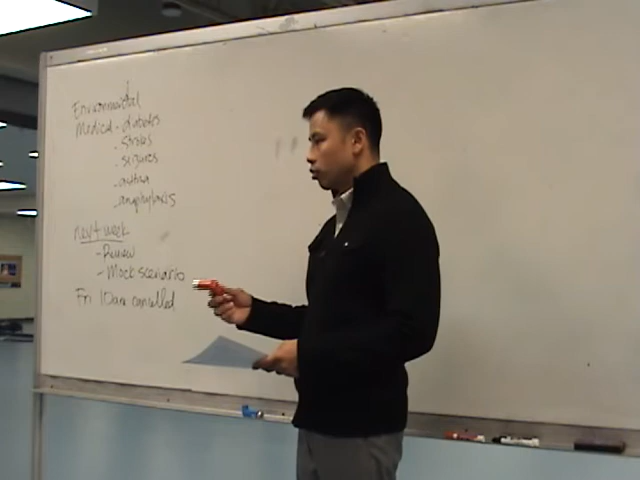 Environmental
Medical - diabetes
- stroke
- seizures
- asthma
- anaphylaxis
next week
- Review
- Mock scenario
Fri 10am cancelled